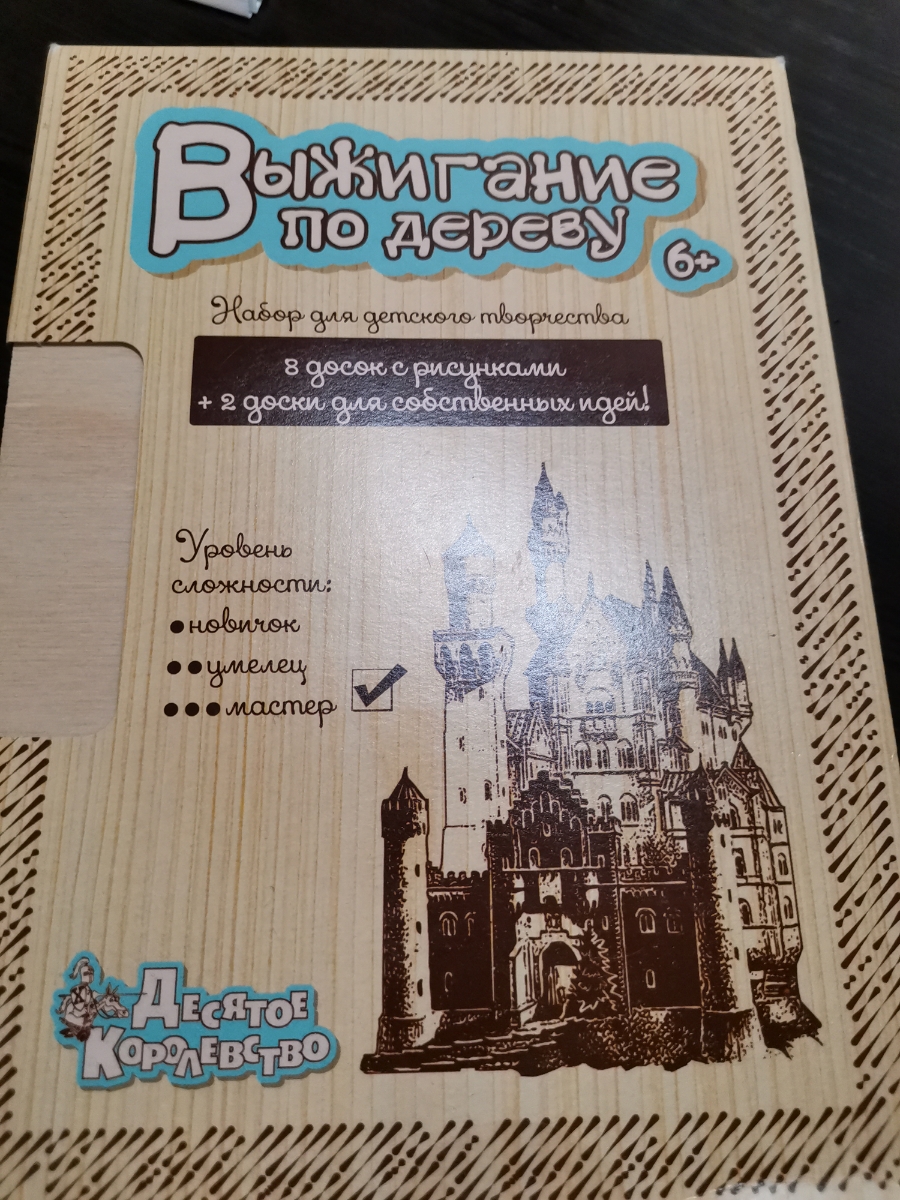 Выжигание
по дереву
6+
Набор для детского творчества
8 досок с рисунками
+ 2 доски для собственных идей!
Уровень
сложности:
•новичок
••умелец
•••мастер
Десятое
Королевство